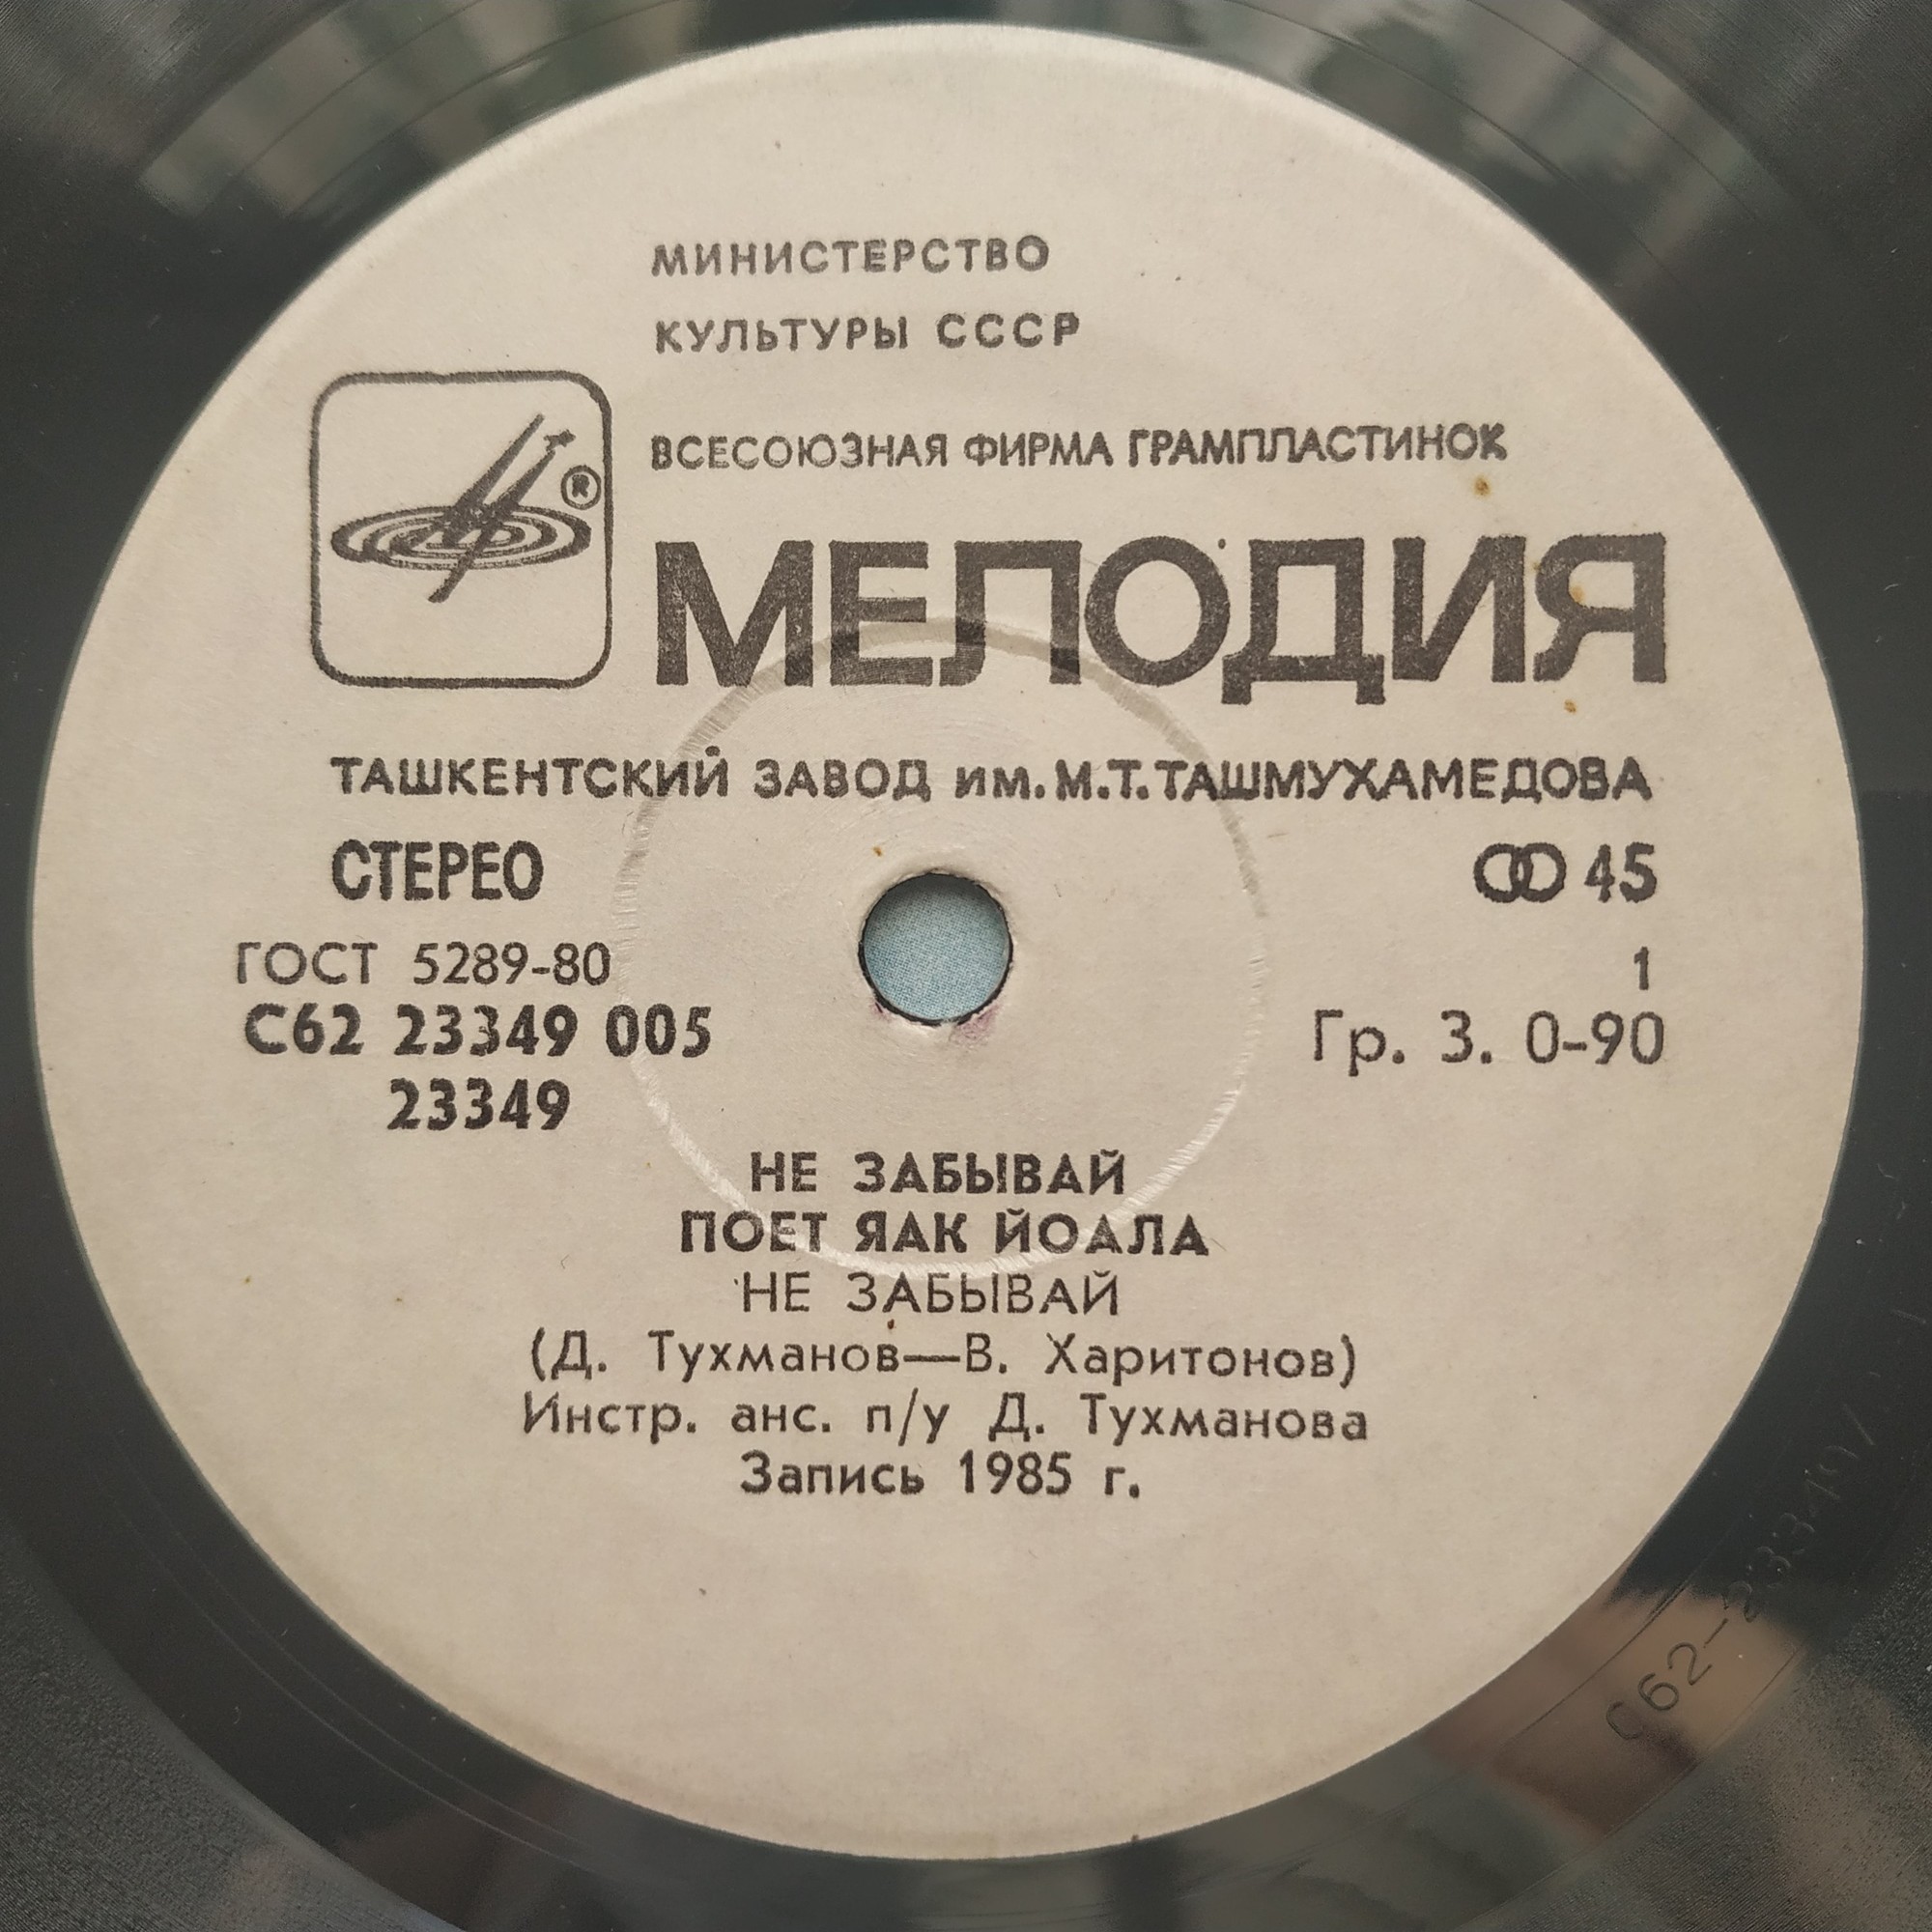 МИНИСТЕРСТВО
КУЛЬТУРЫ СССР
ВСЕСОЮЗНАЯ ФИРМА ГРАМПЛАСТИНОК
®
МЕЛОДИЯ
ТАШКЕНТСКИЙ ЗАВОД им. М.Т. ТАШМУХАМЕДОВА
СТЕРЕО 45
ГОСТ 5289-80 1
С62 23349 005 Гр. 3. 0-90
23349
НЕ ЗАБЫВАЙ
ПОЕТ ЯАК ЙОАЛА
НЕ ЗАБЫВАЙ
(Д. Тухманов—В. Харитонов)
Инстр. анс. п/у Д. Тухманова
Запись 1985 г.